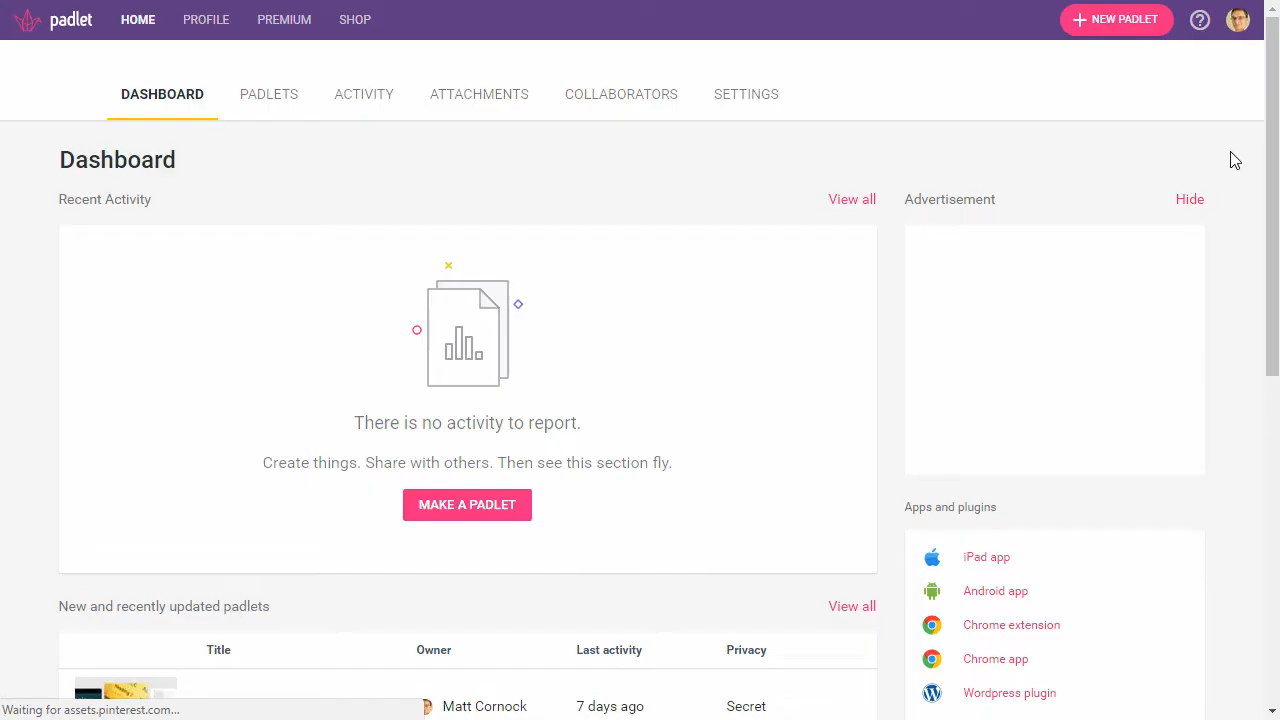 padlet HOME PROFILE PREMIUM SHOP NEW PADLET
DASHBOARD PADLETS ACTIVITY ATTACHMENTS COLLABORATORS SETTINGS
Dashboard
Recent Activity View all
There is no activity to report.
Create things. Share with others. Then see this section fly.
MAKE A PADLET
Advertisement Hide
Apps and plugins
iPad app
Android app
Chrome extension
Chrome app
Wordpress plugin
New and recently updated padlets View all
Title Owner Last activity Privacy
Matt Cornock 7 days ago Secret
Waiting for assets.pinterest.com...